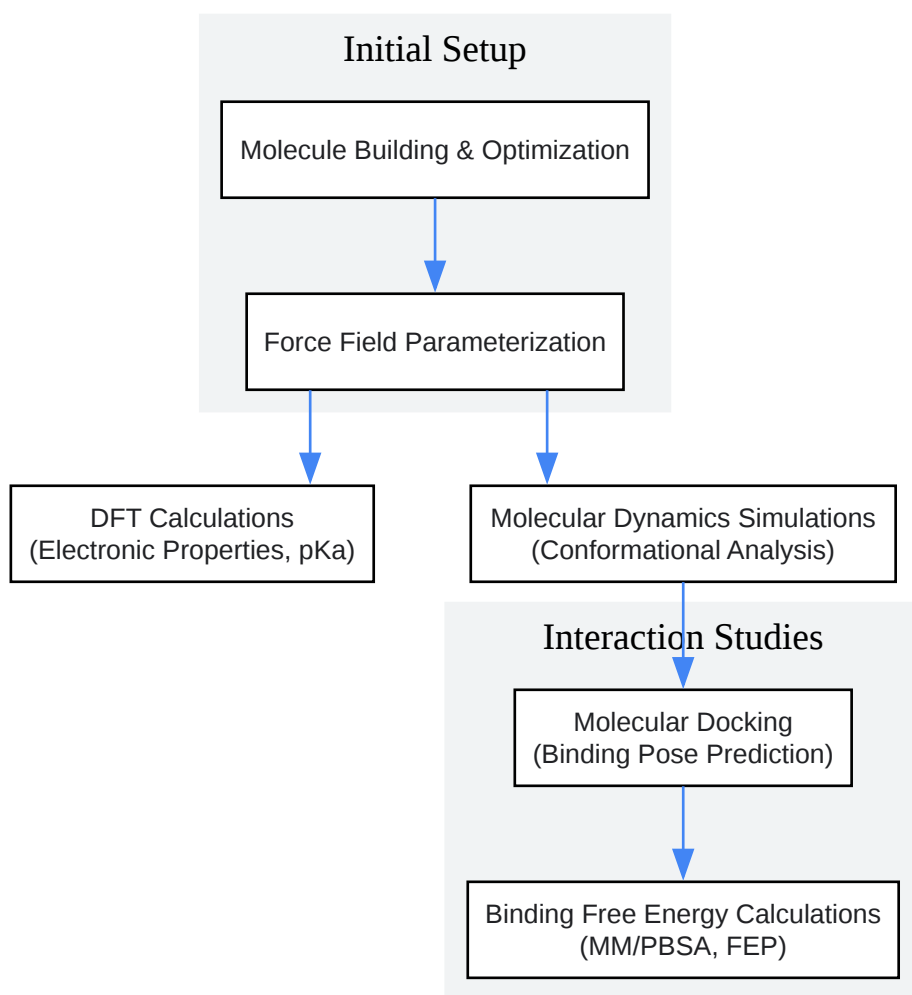 Initial Setup
Molecule Building & Optimization
Force Field Parameterization
DFT Calculations
(Electronic Properties, pKa)
Molecular Dynamics Simulations
(Conformational Analysis)
Interaction Studies
Molecular Docking
(Binding Pose Prediction)
Binding Free Energy Calculations
(MM/PBSA, FEP)